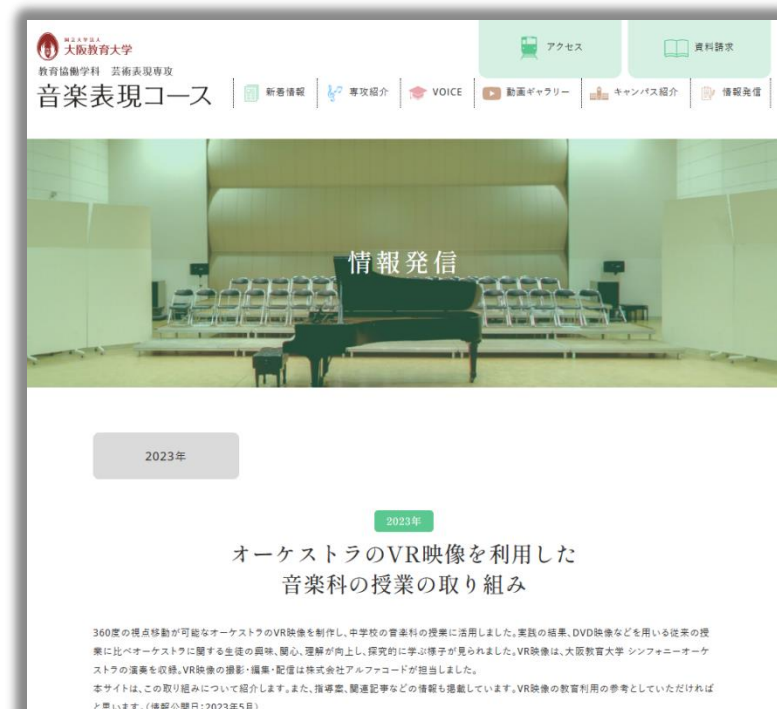 国立大学法人
大阪教育大学
教育協働学科 芸術表現専攻
音楽表現コース
アクセス
資料請求
新着情報
専攻紹介
VOICE
動画ギャラリー
キャンパス紹介
情報発信
情報発信
2023年
2023年
オーケストラのVR映像を利用した
音楽科の授業の取り組み
360度の視点移動が可能なオーケストラのVR映像を制作し、中学校の音楽科の授業に活用しました。実践の結果、DVD映像などを用いる従来の授
業に比べオーケストラに関する生徒の興味、関心、理解が向上し、探究的に学ぶ様子が見られました。VR映像は、大阪教育大学 シンフォニーオーケ
ストラの演奏を収録。VR映像の撮影・編集・配信は株式会社アルファコードが担当しました。
本サイトは、この取り組みについて紹介します。また、指導案、関連記事などの情報も掲載しています。VR映像の教育利用の参考としていただければ
と思います。(情報公開日:2023年5月)